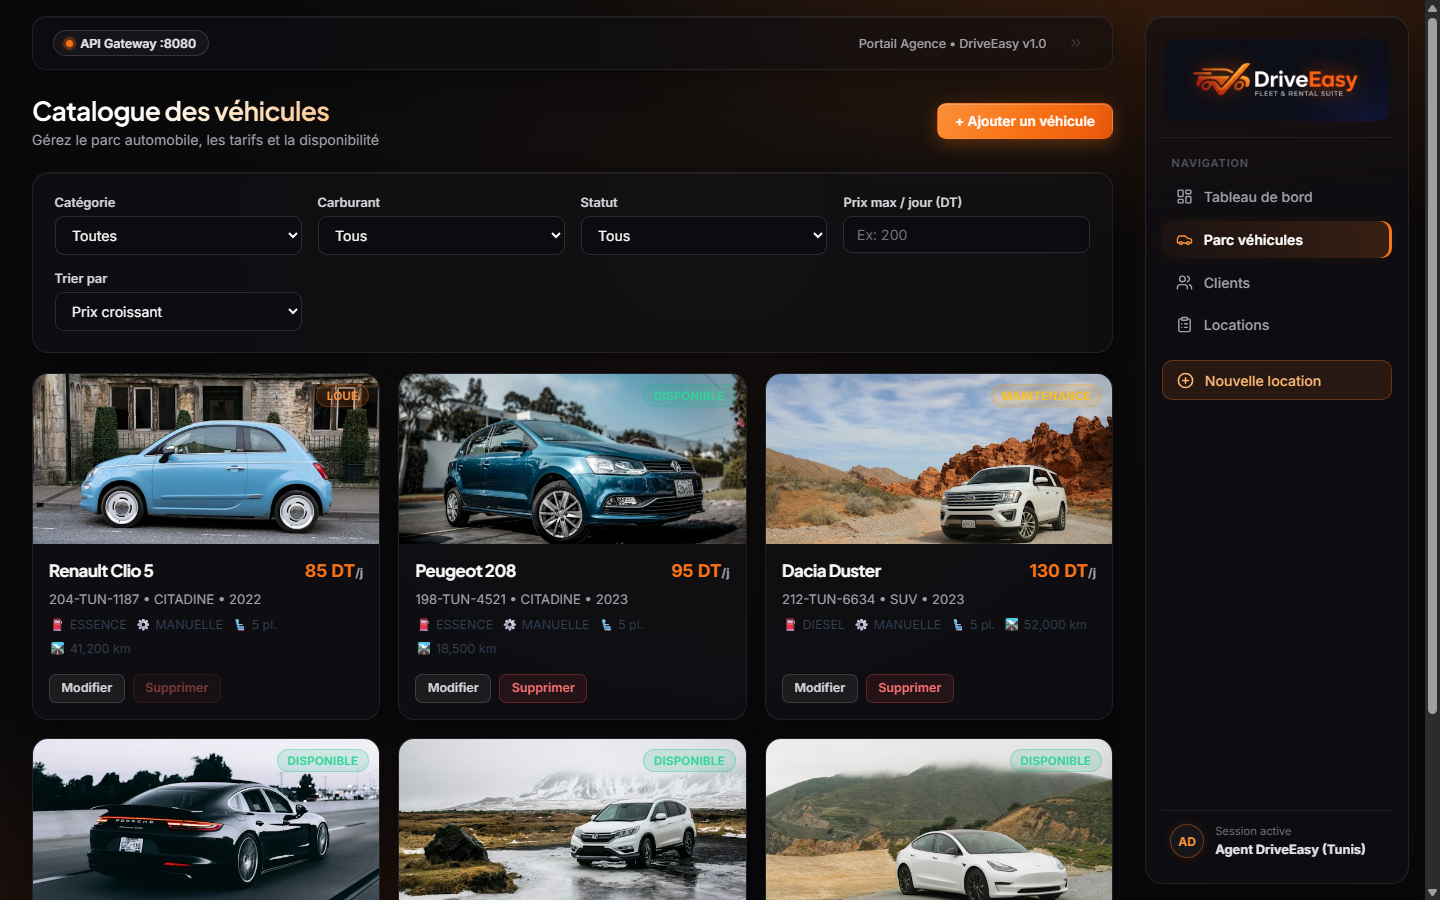 API Gateway :8080
Portail Agence • DriveEasy v1.0 »
Catalogue des véhicules
Gérez le parc automobile, les tarifs et la disponibilité
+ Ajouter un véhicule
Catégorie
Toutes
Carburant
Tous
Statut
Tous
Prix max / jour (DT)
Ex: 200
Trier par
Prix croissant
LOUÉ
Renault Clio 5
85 DT/j
204-TUN-1187 • CITADINE • 2022
ESSENCE MANUELLE 5 pl.
41,200 km
Modifier Supprimer
DISPONIBLE
Peugeot 208
95 DT/j
198-TUN-4521 • CITADINE • 2023
ESSENCE MANUELLE 5 pl.
18,500 km
Modifier Supprimer
MAINTENANCE
Dacia Duster
130 DT/j
212-TUN-6634 • SUV • 2023
DIESEL MANUELLE 5 pl. 52,000 km
Modifier Supprimer
DISPONIBLE
PORSCHE
DISPONIBLE
DISPONIBLE
DriveEasy
FLEET & RENTAL SUITE
NAVIGATION
Tableau de bord
Parc véhicules
Clients
Locations
Nouvelle location
AD
Session active
Agent DriveEasy (Tunis)